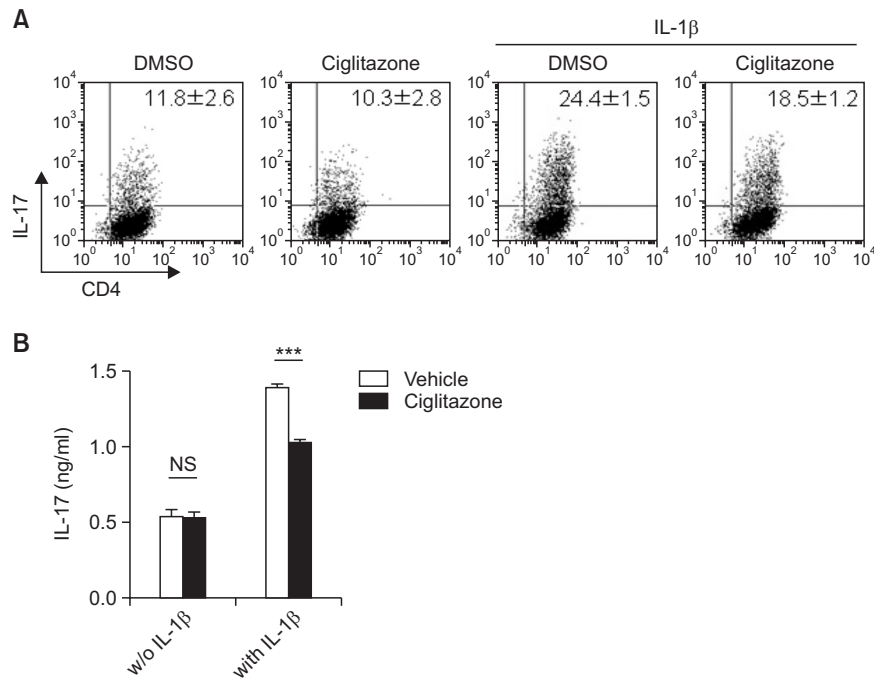 A
IL-1β
DMSO
Ciglitazone
DMSO
Ciglitazone
10⁴
10³
10²
10¹
10⁰
11.8±2.6
10⁰ 10¹ 10² 10³ 10⁴
10⁴
10³
10²
10¹
10⁰
10.3±2.8
10⁰ 10¹ 10² 10³ 10⁴
10⁴
10³
10²
10¹
10⁰
24.4±1.5
10⁰ 10¹ 10² 10³ 10⁴
10⁴
10³
10²
10¹
10⁰
18.5±1.2
10⁰ 10¹ 10² 10³ 10⁴
IL-17
CD4
B
IL-17 (ng/ml)
1.5
1.0
0.5
0.0
NS
***
Vehicle
Ciglitazone
w/o IL-1β
with IL-1β